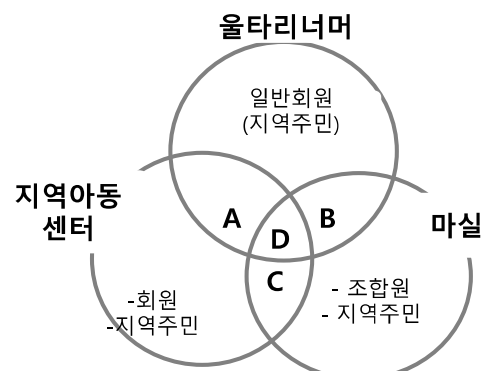 울타리너머
일반회원
(지역주민)
지역아동
센터
A
B
마실
D
C
-회원
-지역주민
- 조합원
- 지역주민